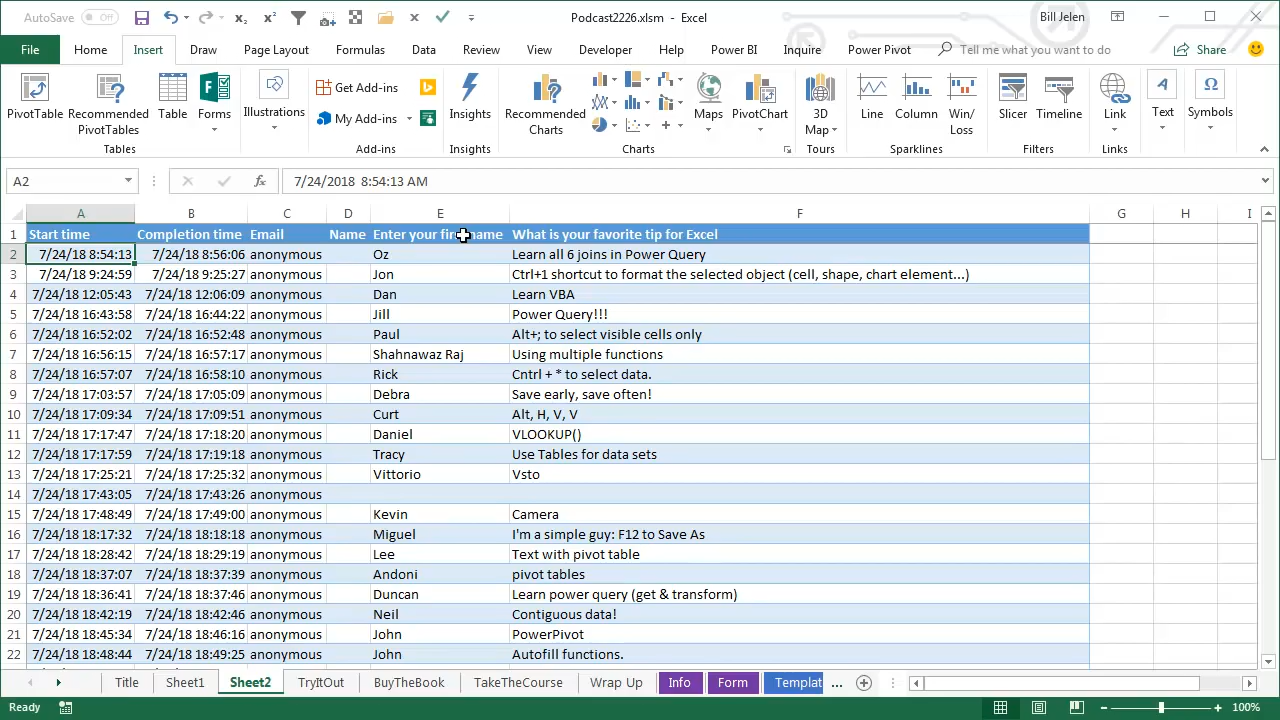 AutoSave Off
Podcast2226.xlsm - Excel
Bill Jelen
File Home Insert Draw Page Layout Formulas Data Review View Developer Help Power BI Inquire Power Pivot Tell me what you want to do Share
PivotTable
Recommended PivotTables
Table
Forms
Tables
Illustrations
Get Add-ins
My Add-ins
Add-ins
Insights
Insights
Recommended Charts
Maps
PivotChart
Charts
3D Map
Tours
Line
Column
Win/Loss
Sparklines
Slicer
Timeline
Filters
Link
Links
Text
Symbols
A2 fx 7/24/2018 8:54:13 AM
A B C D E F G H I
1 Start time Completion time Email Name Enter your first name What is your favorite tip for Excel
2 7/24/18 8:54:13 7/24/18 8:56:06 anonymous Oz Learn all 6 joins in Power Query
3 7/24/18 9:24:59 7/24/18 9:25:27 anonymous Jon Ctrl+1 shortcut to format the selected object (cell, shape, chart element...)
4 7/24/18 12:05:43 7/24/18 12:06:09 anonymous Dan Learn VBA
5 7/24/18 16:43:58 7/24/18 16:44:22 anonymous Jill Power Query!!!
6 7/24/18 16:52:02 7/24/18 16:52:48 anonymous Paul Alt+; to select visible cells only
7 7/24/18 16:56:15 7/24/18 16:57:17 anonymous Shahnawaz Raj Using multiple functions
8 7/24/18 16:57:07 7/24/18 16:58:10 anonymous Rick Cntrl + * to select data.
9 7/24/18 17:03:57 7/24/18 17:05:09 anonymous Debra Save early, save often!
10 7/24/18 17:09:34 7/24/18 17:09:51 anonymous Curt Alt, H, V, V
11 7/24/18 17:17:47 7/24/18 17:18:20 anonymous Daniel VLOOKUP()
12 7/24/18 17:17:59 7/24/18 17:19:18 anonymous Tracy Use Tables for data sets
13 7/24/18 17:25:21 7/24/18 17:25:32 anonymous Vittorio Vsto
14 7/24/18 17:43:05 7/24/18 17:43:26 anonymous
15 7/24/18 17:48:49 7/24/18 17:49:00 anonymous Kevin Camera
16 7/24/18 18:17:32 7/24/18 18:18:18 anonymous Miguel I'm a simple guy: F12 to Save As
17 7/24/18 18:28:42 7/24/18 18:29:19 anonymous Lee Text with pivot table
18 7/24/18 18:37:07 7/24/18 18:37:39 anonymous Andoni pivot tables
19 7/24/18 18:36:41 7/24/18 18:37:46 anonymous Duncan Learn power query (get & transform)
20 7/24/18 18:42:19 7/24/18 18:42:46 anonymous Neil Contiguous data!
21 7/24/18 18:45:34 7/24/18 18:46:16 anonymous John PowerPivot
22 7/24/18 18:48:44 7/24/18 18:49:25 anonymous John Autofill functions.
Title Sheet1 Sheet2 TryItOut BuyTheBook TakeTheCourse Wrap Up Info Form Templat ...
Ready 100%